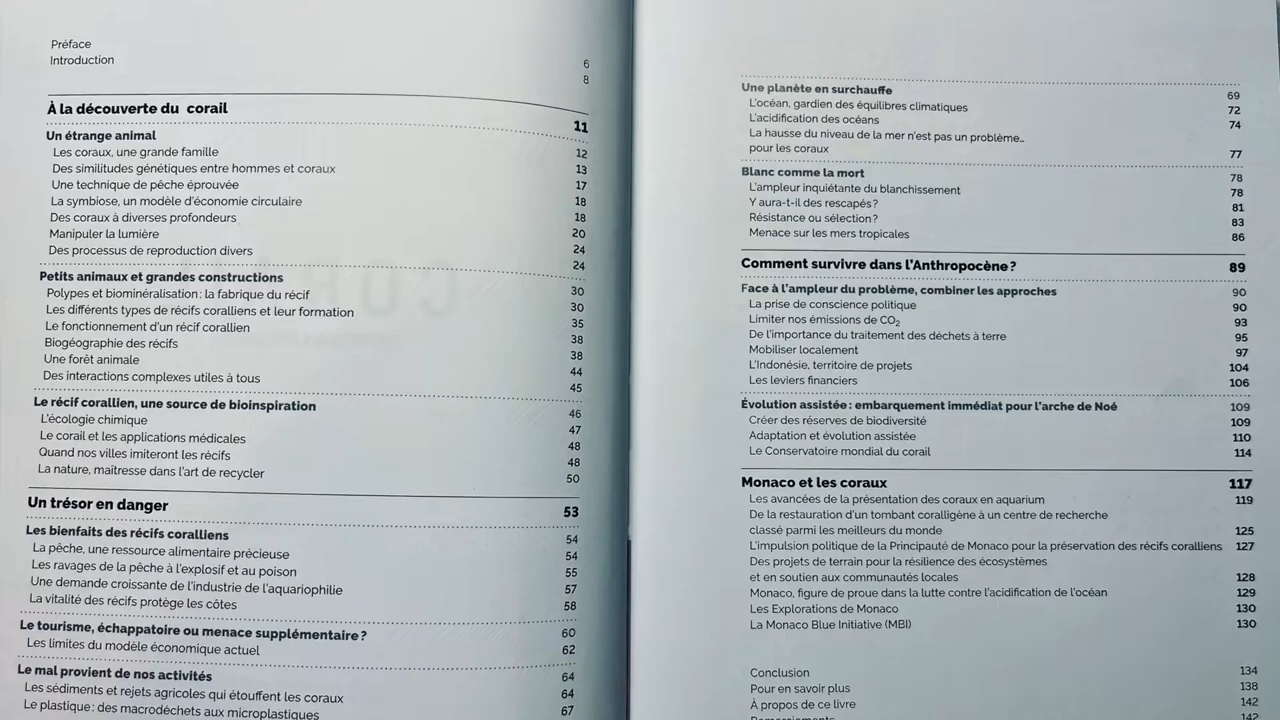 Préface 6
Introduction 8
À la découverte du corail 11
Un étrange animal 12
Les coraux, une grande famille 13
Des similitudes génétiques entre hommes et coraux 17
Une technique de pêche éprouvée 18
La symbiose, un modèle d'économie circulaire 18
Des coraux à diverses profondeurs 20
Manipuler la lumière 24
Des processus de reproduction divers 24
Petits animaux et grandes constructions 30
Polypes et biominéralisation : la fabrique du récif 30
Les différents types de récifs coralliens et leur formation 35
Le fonctionnement d'un récif corallien 38
Biogéographie des récifs 38
Une forêt animale 44
Des interactions complexes utiles à tous 45
Le récif corallien, une source de bioinspiration 46
L'écologie chimique 47
Le corail et les applications médicales 48
Quand nos villes imiteront les récifs 48
La nature, maîtresse dans l'art de recycler 50
Un trésor en danger 53
Les bienfaits des récifs coralliens 54
La pêche, une ressource alimentaire précieuse 54
Les ravages de la pêche à l'explosif et au poison 55
Une demande croissante de l'industrie de l'aquariophilie 57
La vitalité des récifs protège les côtes 58
Le tourisme, échappatoire ou menace supplémentaire ? 60
Les limites du modèle économique actuel 62
Le mal provient de nos activités 64
Les sédiments et rejets agricoles qui étouffent les coraux 64
Le plastique : des macrodéchets aux microplastiques 67
Une planète en surchauffe 69
L'océan, gardien des équilibres climatiques 72
L'acidification des océans 74
La hausse du niveau de la mer n'est pas un problème…
pour les coraux 77
Blanc comme la mort 78
L'ampleur inquiétante du blanchissement 78
Y aura-t-il des rescapés ? 81
Résistance ou sélection ? 83
Menace sur les mers tropicales 86
Comment survivre dans l'Anthropocène ? 89
Face à l'ampleur du problème, combiner les approches 90
La prise de conscience politique 90
Limiter nos émissions de CO₂ 93
De l'importance du traitement des déchets à terre 95
Mobiliser localement 97
L'Indonésie, territoire de projets 104
Les leviers financiers 106
Évolution assistée : embarquement immédiat pour l'arche de Noé 109
Créer des réserves de biodiversité 109
Adaptation et évolution assistée 110
Le Conservatoire mondial du corail 114
Monaco et les coraux 117
Les avancées de la présentation des coraux en aquarium 119
De la restauration d'un tombant coralligène à un centre de recherche
classé parmi les meilleurs du monde 125
L'impulsion politique de la Principauté de Monaco pour la préservation des récifs coralliens 127
Des projets de terrain pour la résilience des écosystèmes
et en soutien aux communautés locales 128
Monaco, figure de proue dans la lutte contre l'acidification de l'océan 129
Les Explorations de Monaco 130
La Monaco Blue Initiative (MBI) 130
Conclusion 134
Pour en savoir plus 138
À propos de ce livre 142
Remerciements 142